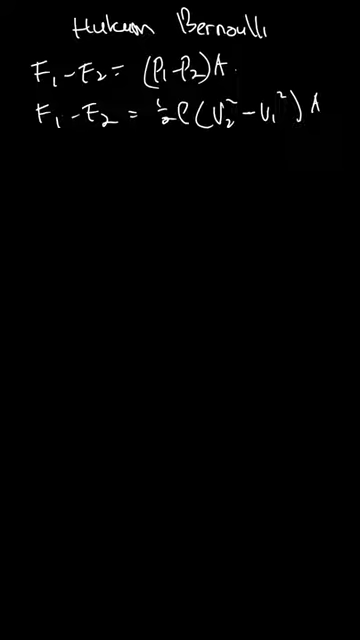 Hukum Bernoulli
F₁ - F₂ = (P₁ - P₂) A
F₁ - F₂ = ½ ρ (V₂² - V₁²) A